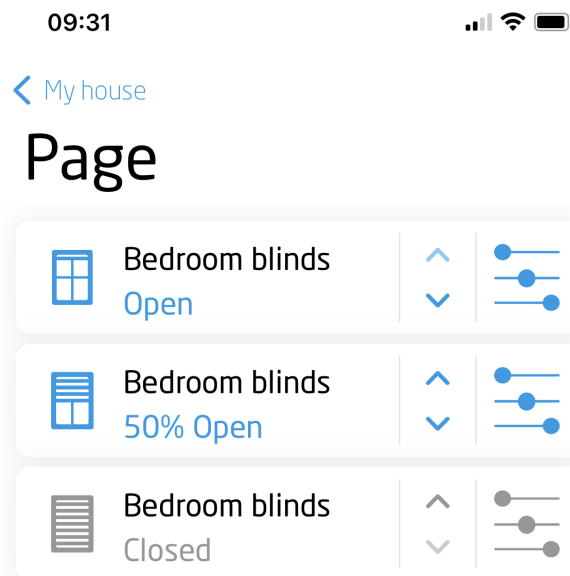 09:31
My house
Page
Bedroom blinds
Open
Bedroom blinds
50% Open
Bedroom blinds
Closed